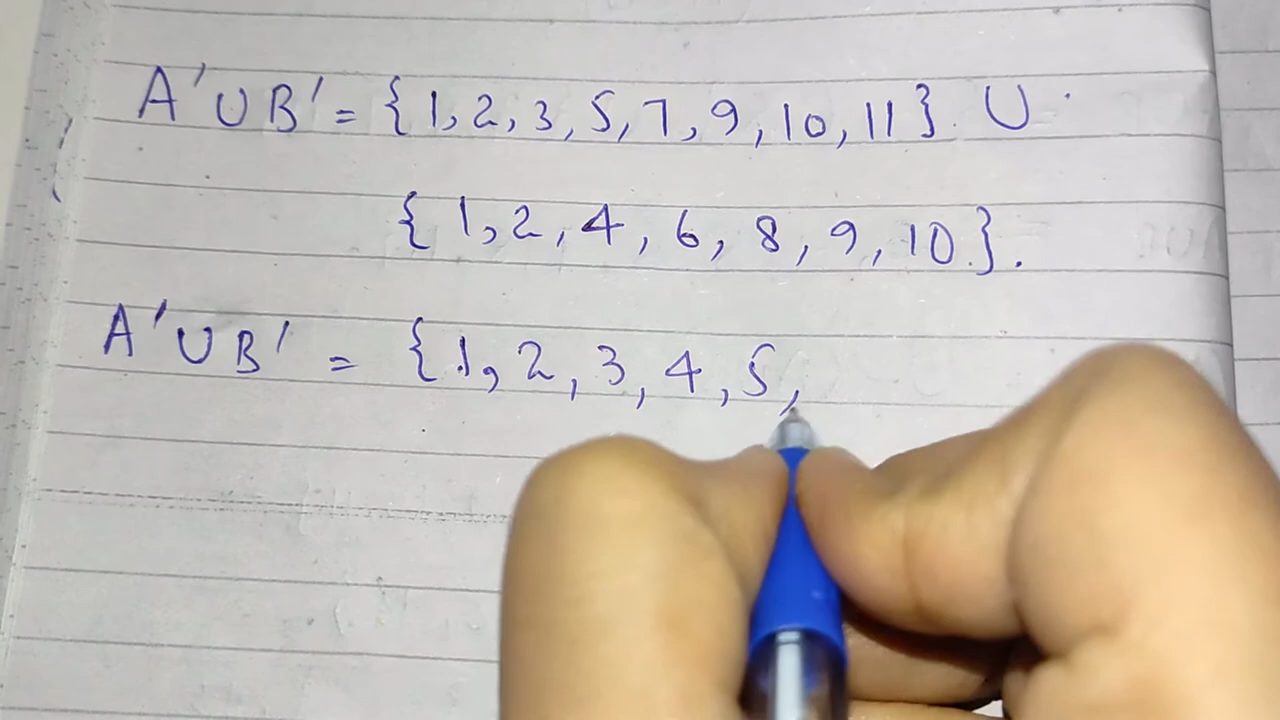 A'∪B' = {1, 2, 3, 5, 7, 9, 10, 11} ∪
{1, 2, 4, 6, 8, 9, 10}.
A'∪B' = {1, 2, 3, 4, 5,